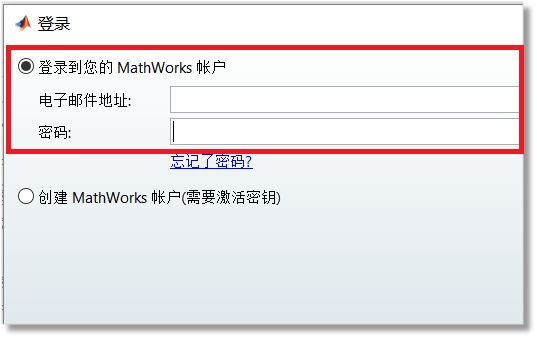 登录
登录到您的 MathWorks 帐户
电子邮件地址:
密码:
忘记了密码?
创建 MathWorks 帐户(需要激活密钥)